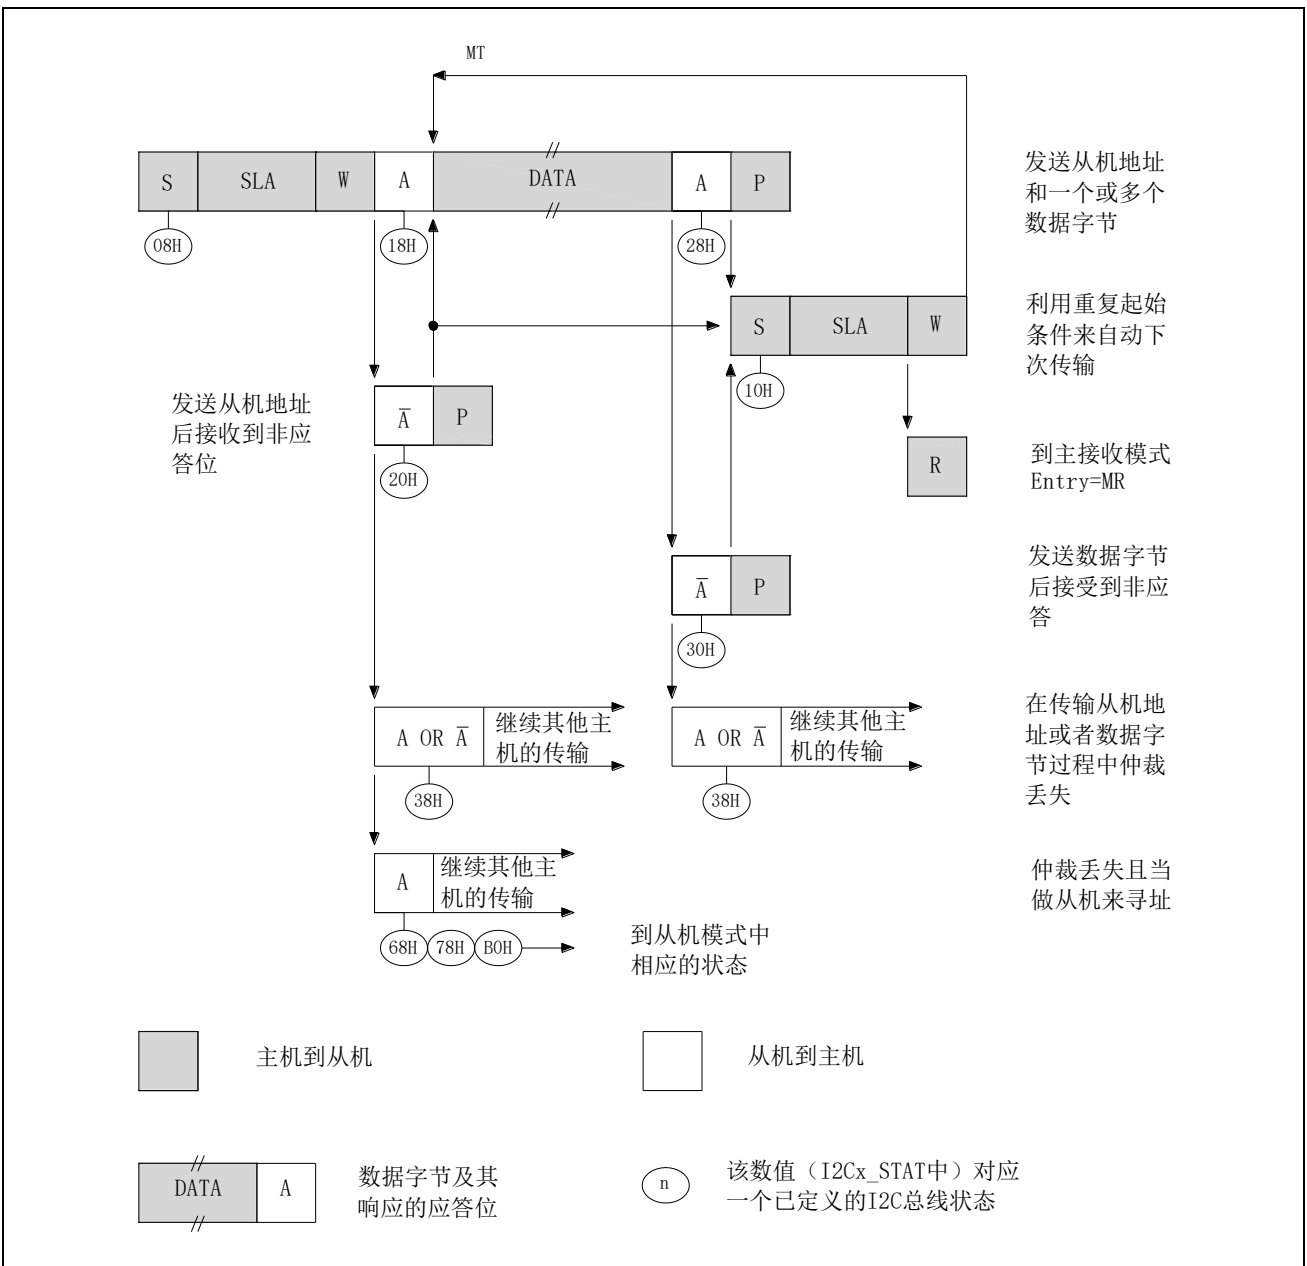 MT
S SLA W A DATA A P
发送从机地址
和一个或多个
数据字节
08H 18H 28H
S SLA W
利用重复起始
条件来自动下
次传输
10H
发送从机地址
后接收到非应
答位
A̅ P
20H
R
到主接收模式
Entry=MR
A̅ P
30H
发送数据字节
后接受到非应
答
A OR A̅
继续其他主
机的传输
38H
A OR A̅
继续其他主
机的传输
38H
在传输从机地
址或者数据字
节过程中仲裁
丢失
A
继续其他主
机的传输
68H 78H B0H
到从机模式中
相应的状态
仲裁丢失且当
做从机来寻址
主机到从机
从机到主机
DATA A
数据字节及其
响应的应答位
n
该数值（I2Cx_STAT中）对应
一个已定义的I2C总线状态